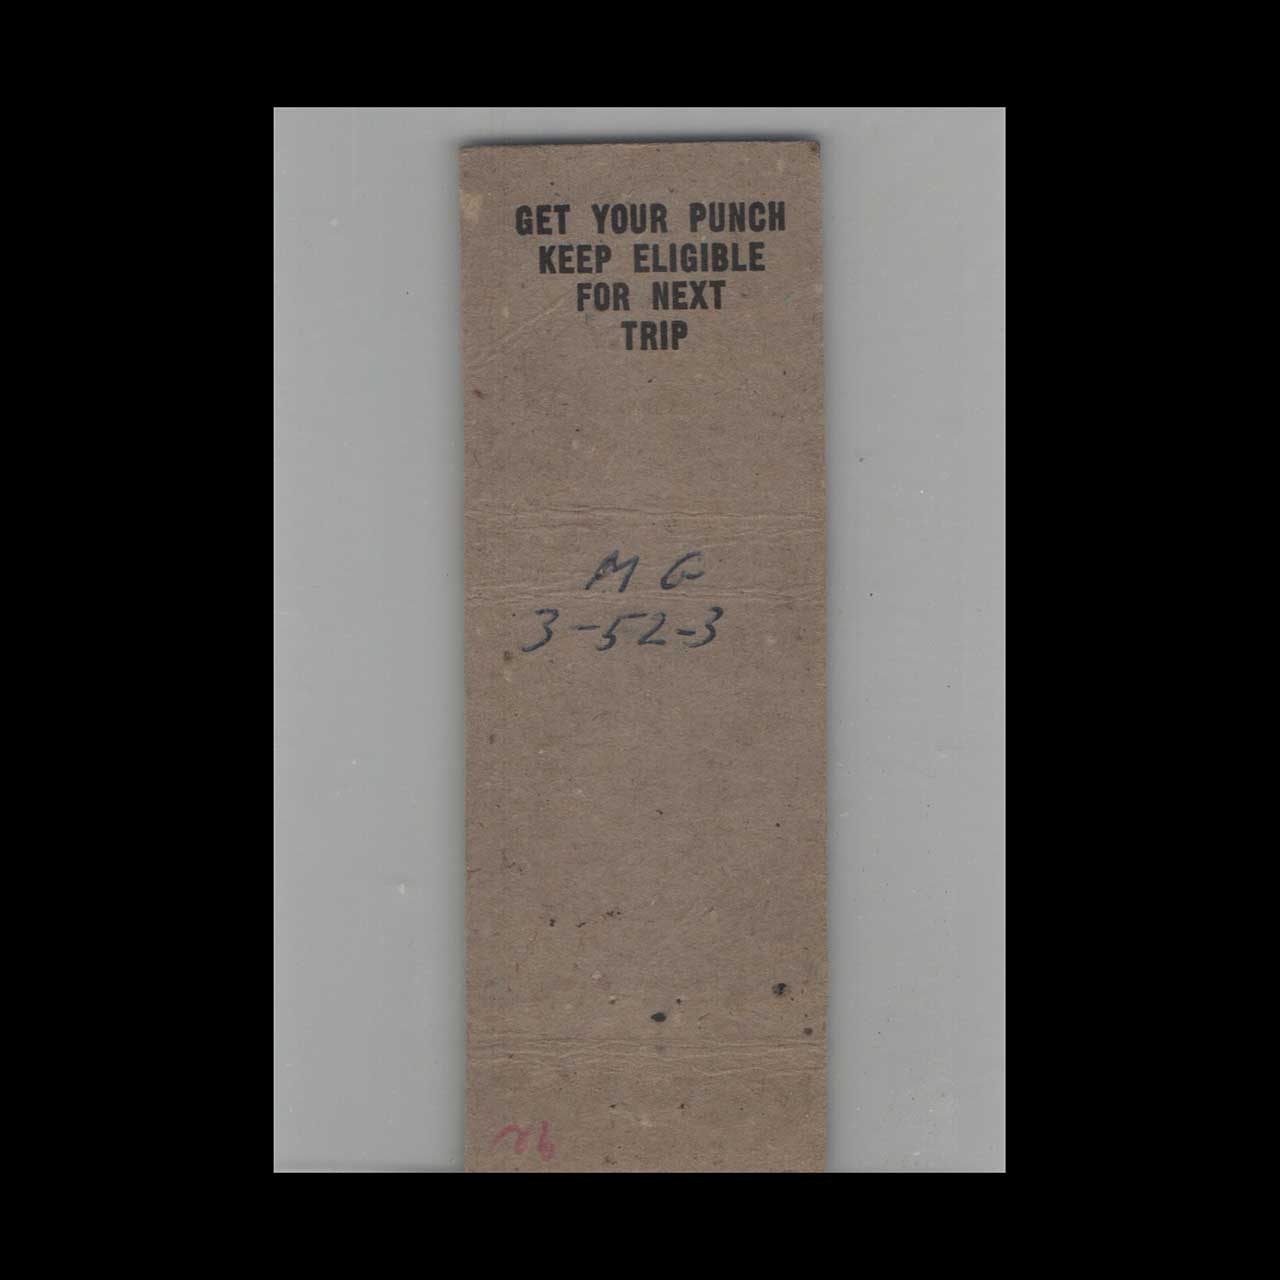 GET YOUR PUNCH
KEEP ELIGIBLE
FOR NEXT
TRIP
M G
3-52-3